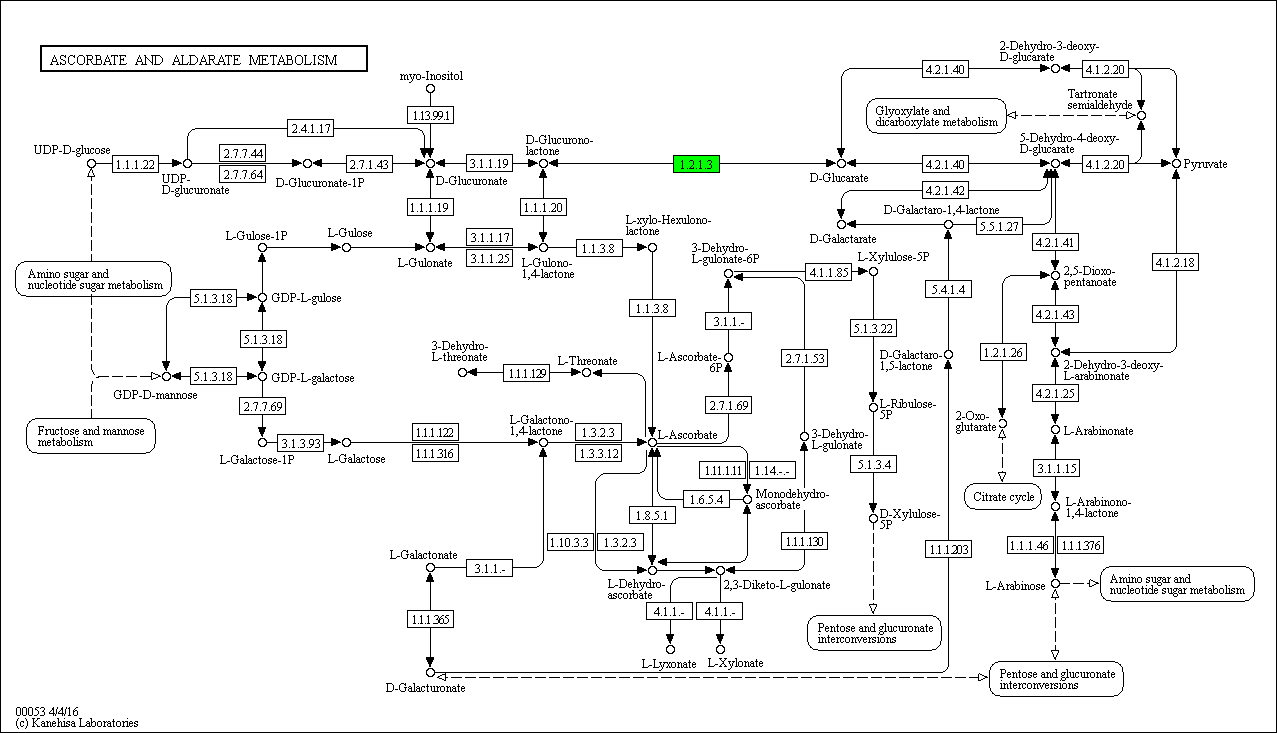 ASCORBATE AND ALDARATE METABOLISM
2-Dehydro-3-deoxy-
D-glucarate
4.2.1.40
4.1.2.20
myo-Inositol
1.13.99.1
Tartronate
semialdehyde
Glyoxylate and
dicarboxylate metabolism
2.4.1.17
D-Glucurono-
lactone
5-Dehydro-4-deoxy-
D-glucarate
UDP-D-glucose
1.1.1.22
2.7.7.44
2.7.7.64
2.7.1.43
3.1.1.19
1.2.1.3
4.2.1.40
4.1.2.20
Pyruvate
UDP-
D-glucuronate
D-Glucuronate-1P
D-Glucuronate
D-Glucarate
4.2.1.42
1.1.1.19
1.1.1.20
L-xylo-Hexulono-
lactone
D-Galactaro-1,4-lactone
5.5.1.27
D-Galactarate
L-Gulose-1P
L-Gulose
3.1.1.17
3.1.1.25
1.1.3.8
L-Gulonate
L-Gulono-
1,4-lactone
3-Dehydro-
L-gulonate-6P
4.1.1.85
L-Xylulose-5P
4.2.1.41
4.1.2.18
Amino sugar and
nucleotide sugar metabolism
2,5-Dioxo-
pentanoate
5.1.3.18
GDP-L-gulose
5.4.1.4
1.1.3.8
3.1.1.-
5.1.3.22
4.2.1.43
5.1.3.18
3-Dehydro-
L-threonate
L-Threonate
L-Ascorbate-
6P
2.7.1.53
D-Galactaro-
1,5-lactone
1.2.1.26
2-Dehydro-3-deoxy-
L-arabinonate
5.1.3.18
GDP-L-galactose
GDP-D-mannose
1.1.1.129
4.2.1.25
2.7.7.69
2.7.1.69
L-Ribulose-
5P
2-Oxo-
glutarate
Fructose and mannose
metabolism
L-Galactono-
1,4-lactone
L-Arabinonate
3.1.3.93
1.1.1.122
1.1.1.316
1.3.2.3
1.3.3.12
L-Ascorbate
3-Dehydro-
L-gulonate
L-Galactose-1P
L-Galactose
1.11.1.11
1.14.-.-
5.1.3.4
3.1.1.15
1.6.5.4
Monodehydro-
ascorbate
Citrate cycle
L-Arabinono-
1,4-lactone
1.8.5.1
D-Xylulose-
5P
1.10.3.3
1.3.2.3
1.1.1.130
1.1.1.203
1.1.1.46
1.1.1.376
L-Galactonate
3.1.1.-
L-Dehydro-
ascorbate
2,3-Diketo-L-gulonate
L-Arabinose
Amino sugar and
nucleotide sugar metabolism
4.1.1.-
4.1.1.-
1.1.1.365
Pentose and glucuronate
interconversions
L-Lyxonate
L-Xylonate
D-Galacturonate
Pentose and glucuronate
interconversions
00053 4/4/16
(c) Kanehisa Laboratories